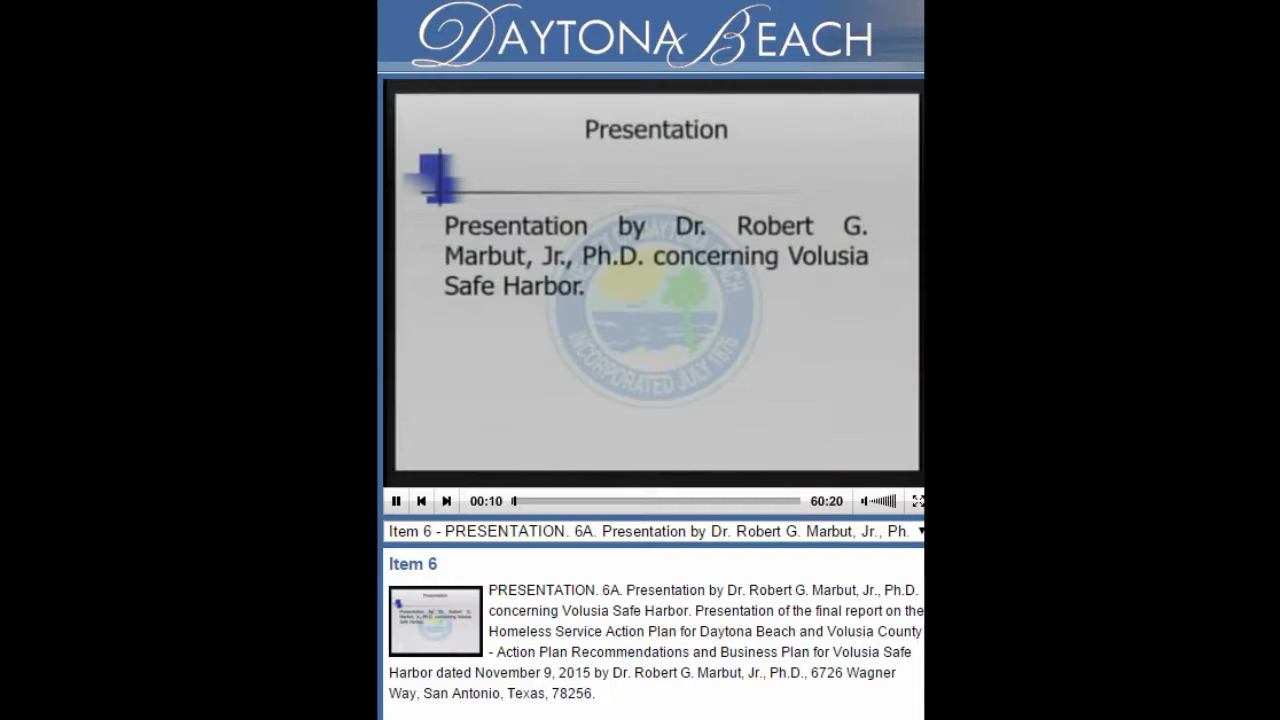 DAYTONA BEACH
Presentation
Presentation by Dr. Robert G.
Marbut, Jr., Ph.D. concerning Volusia
Safe Harbor.
INCORPORATED JULY 1876
00:10
60:20
Item 6 - PRESENTATION. 6A. Presentation by Dr. Robert G. Marbut, Jr., Ph.
Item 6
PRESENTATION. 6A. Presentation by Dr. Robert G. Marbut, Jr., Ph.D.
concerning Volusia Safe Harbor. Presentation of the final report on the
Homeless Service Action Plan for Daytona Beach and Volusia County
- Action Plan Recommendations and Business Plan for Volusia Safe
Harbor dated November 9, 2015 by Dr. Robert G. Marbut, Jr., Ph.D., 6726 Wagner
Way, San Antonio, Texas, 78256.